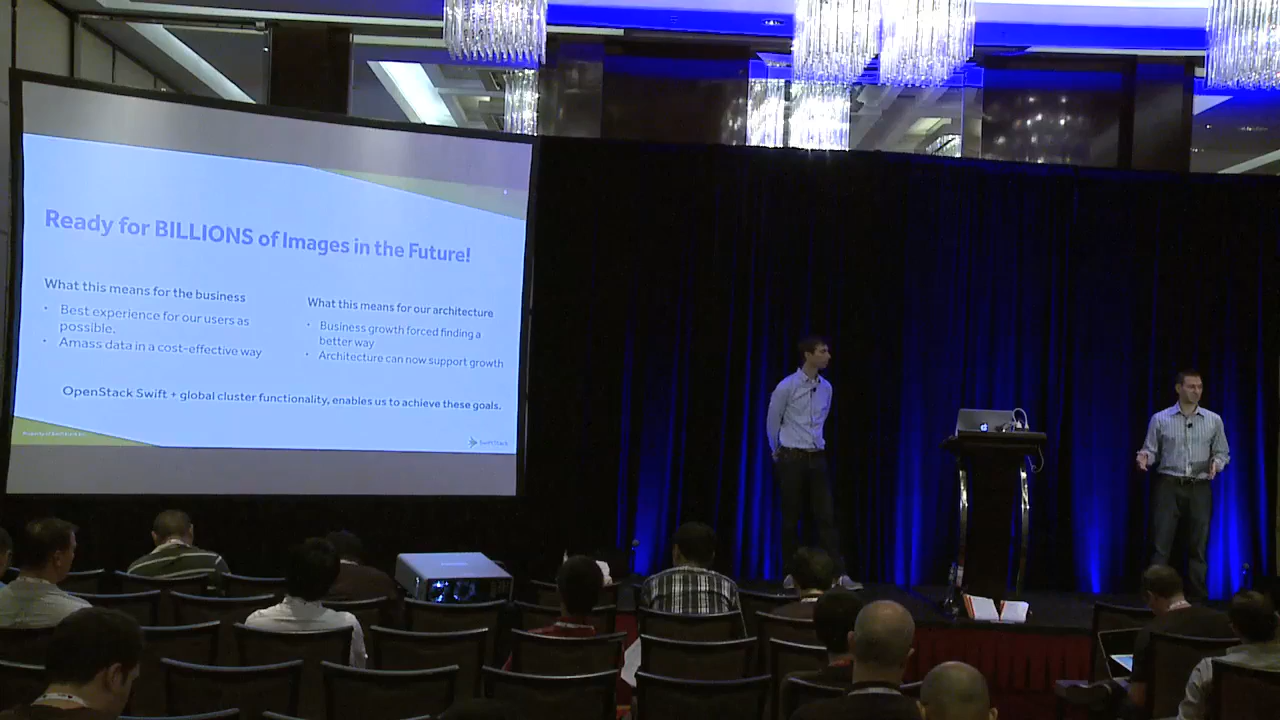 Ready for BILLIONS of Images in the Future!
What this means for the business
• Best experience for our users as
possible.
• Amass data in a cost-effective way
What this means for our architecture
• Business growth forced finding a
better way
• Architecture can now support growth
OpenStack Swift + global cluster functionality, enables us to achieve these goals.
SwiftStack